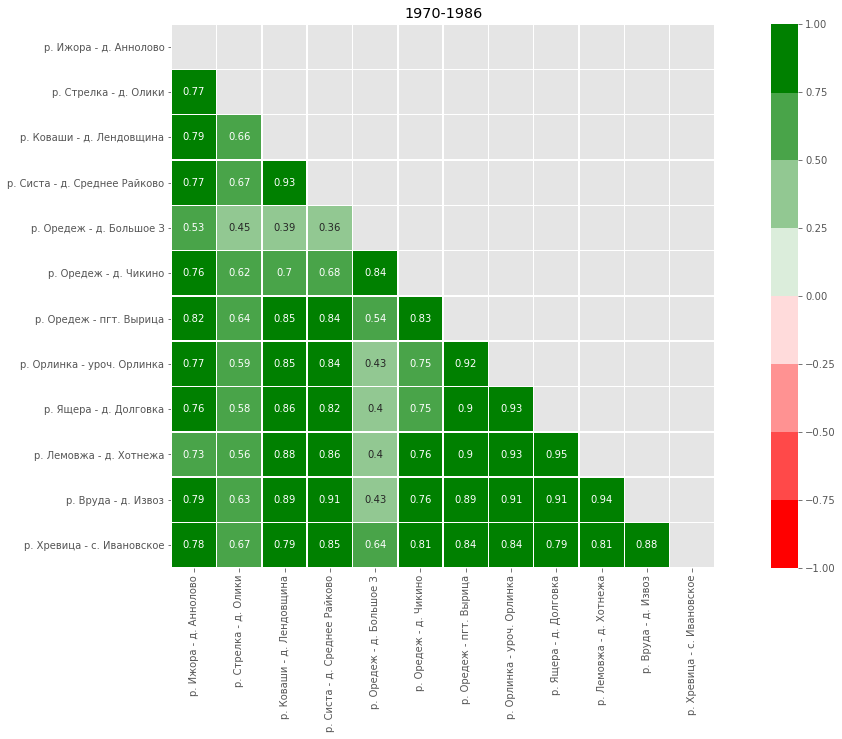 1970-1986
р. Ижора - д. Аннолово
р. Стрелка - д. Олики
0.77
р. Коваши - д. Лендовщина
0.79 0.66
р. Систа - д. Среднее Райково
0.77 0.67 0.93
р. Оредеж - д. Большое З
0.53 0.45 0.39 0.36
р. Оредеж - д. Чикино
0.76 0.62 0.7 0.68 0.84
р. Оредеж - пгт. Вырица
0.82 0.64 0.85 0.84 0.54 0.83
р. Орлинка - уроч. Орлинка
0.77 0.59 0.85 0.84 0.43 0.75 0.92
р. Ящера - д. Долговка
0.76 0.58 0.86 0.82 0.4 0.75 0.9 0.93
р. Лемовжа - д. Хотнежа
0.73 0.56 0.88 0.86 0.4 0.76 0.9 0.93 0.95
р. Вруда - д. Извоз
0.79 0.63 0.89 0.91 0.43 0.76 0.89 0.91 0.91 0.94
р. Хревица - с. Ивановское
0.78 0.67 0.79 0.85 0.64 0.81 0.84 0.84 0.79 0.81 0.88
р. Ижора - д. Аннолово
р. Стрелка - д. Олики
р. Коваши - д. Лендовщина
р. Систа - д. Среднее Райково
р. Оредеж - д. Большое З
р. Оредеж - д. Чикино
р. Оредеж - пгт. Вырица
р. Орлинка - уроч. Орлинка
р. Ящера - д. Долговка
р. Лемовжа - д. Хотнежа
р. Вруда - д. Извоз
р. Хревица - с. Ивановское
1.00
0.75
0.50
0.25
0.00
−0.25
−0.50
−0.75
−1.00